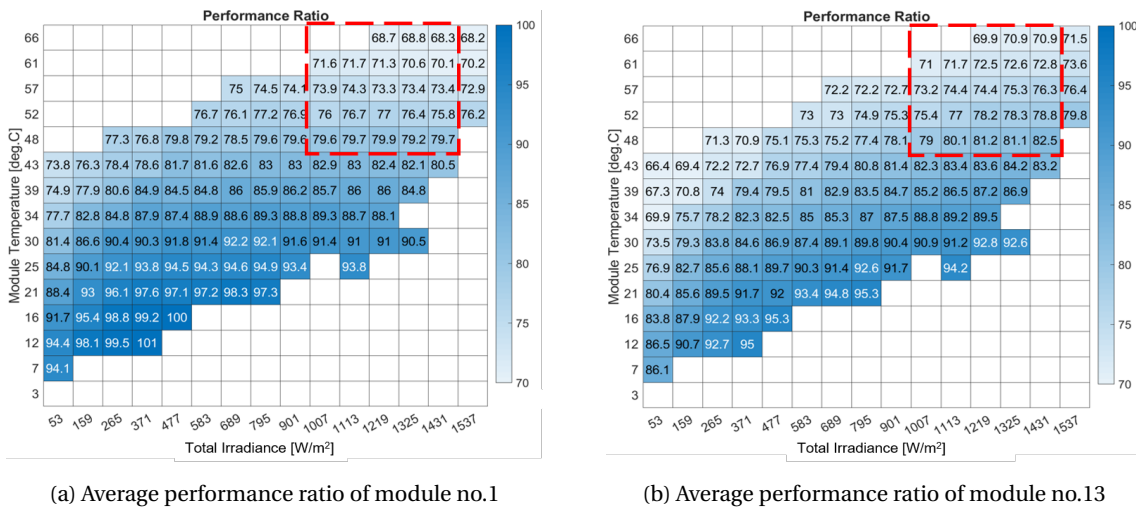 Performance Ratio
66 68.7 68.8 68.3 68.2
61 71.6 71.7 71.3 70.6 70.1 70.2
57 75 74.5 74.1 73.9 74.3 73.3 73.4 73.4 72.9
52 76.7 76.1 77.2 76.9 76 76.7 77 76.4 75.8 76.2
48 77.3 76.8 79.8 79.2 78.5 79.6 79.6 79.6 79.7 79.9 79.2 79.7
43 73.8 76.3 78.4 78.6 81.7 81.6 82.6 83 83 82.9 83 82.4 82.1 80.5
39 74.9 77.9 80.6 84.9 84.5 84.8 86 85.9 86.2 85.7 86 86 84.8
34 77.7 82.8 84.8 87.9 87.4 88.9 88.6 89.3 88.8 89.3 88.7 88.1
30 81.4 86.6 90.4 90.3 91.8 91.4 92.2 92.1 91.6 91.4 91 91 90.5
25 84.8 90.1 92.1 93.8 94.5 94.3 94.6 94.9 93.4 93.8
21 88.4 93 96.1 97.6 97.1 97.2 98.3 97.3
16 91.7 95.4 98.8 99.2 100
12 94.4 98.1 99.5 101
7 94.1
3
53 159 265 371 477 583 689 795 901 1007 1113 1219 1325 1431 1537
Module Temperature [deg.C]
Total Irradiance [W/m²]
100
95
90
85
80
75
70
(a) Average performance ratio of module no.1
Performance Ratio
66 69.9 70.9 70.9 71.5
61 71 71.7 72.5 72.6 72.8 73.6
57 72.2 72.2 72.7 73.2 74.4 74.4 75.3 76.3 76.4
52 73 73 74.9 75.3 75.4 77 78.2 78.3 78.8 79.8
48 71.3 70.9 75.1 75.3 75.2 77.4 78.1 79 80.1 81.2 81.1 82.5
43 66.4 69.4 72.2 72.7 76.9 77.4 79.4 80.8 81.4 82.3 83.4 83.6 84.2 83.2
39 67.3 70.8 74 79.4 79.5 81 82.9 83.5 84.7 85.2 86.5 87.2 86.9
34 69.9 75.7 78.2 82.3 82.5 85 85.3 87 87.5 88.8 89.2 89.5
30 73.5 79.3 83.8 84.6 86.9 87.4 89.1 89.8 90.4 90.9 91.2 92.8 92.6
25 76.9 82.7 85.6 88.1 89.7 90.3 91.4 92.6 91.7 94.2
21 80.4 85.6 89.5 91.7 92 93.4 94.8 95.3
16 83.8 87.9 92.2 93.3 95.3
12 86.5 90.7 92.7 95
7 86.1
3
53 159 265 371 477 583 689 795 901 1007 1113 1219 1325 1431 1537
Module Temperature [deg.C]
Total Irradiance [W/m²]
100
95
90
85
80
75
70
(b) Average performance ratio of module no.13